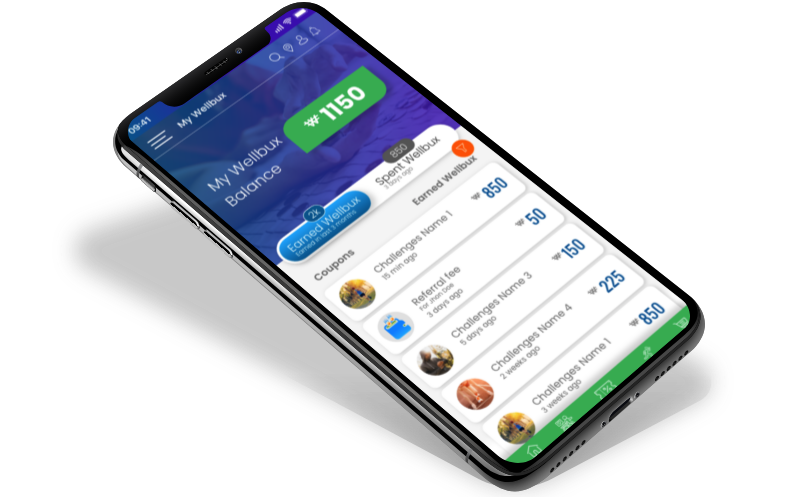 09:41
My Wellbux
My Wellbux
Balance
₩ 1150
2k
Earned Wellbux
Earned in last 3 months
850
Spent Wellbux
3 days ago
Coupons
Earned Wellbux
Challenges Name 1
15 min ago
₩ 850
Referral fee
For Jhon Doe
3 days ago
₩ 50
Challenges Name 3
5 days ago
₩ 150
Challenges Name 4
2 weeks ago
₩ 225
Challenges Name 1
3 weeks ago
₩ 850